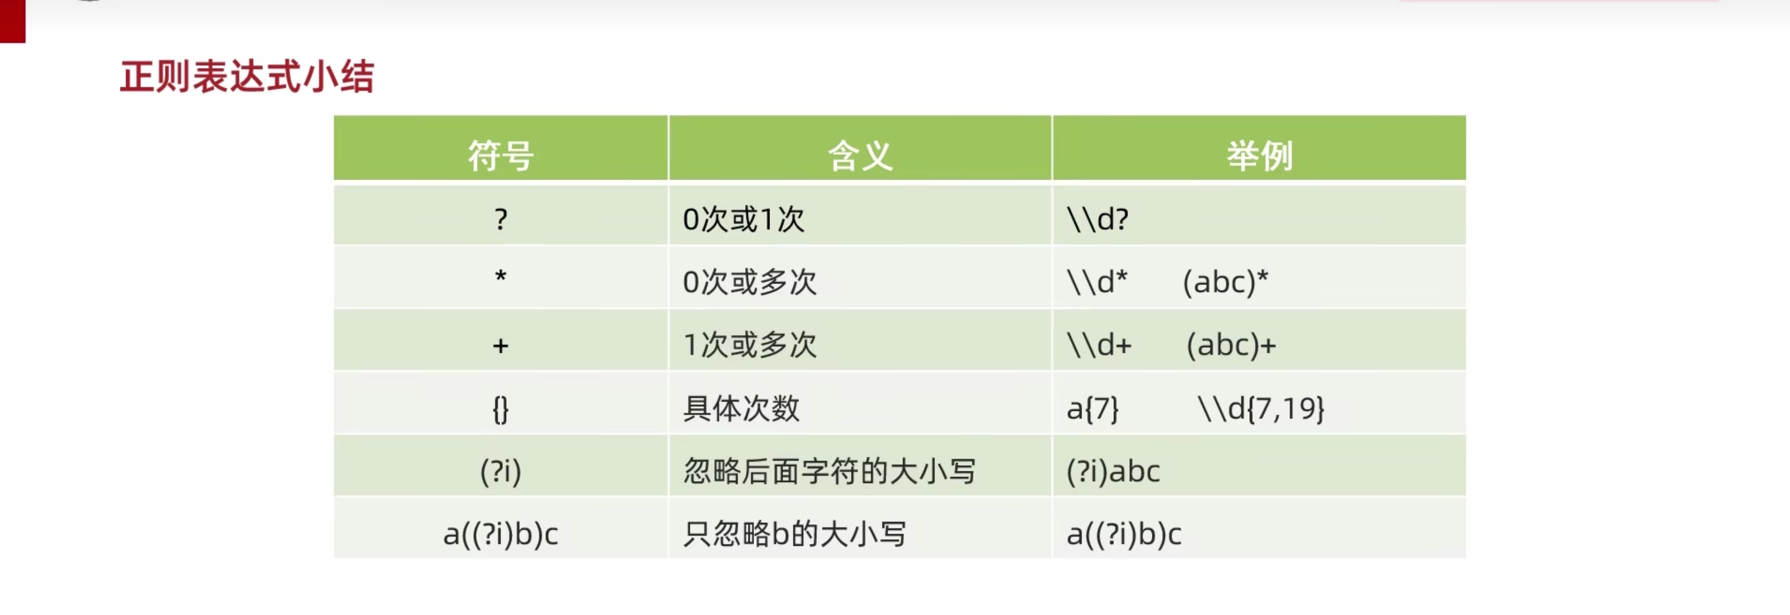 正则表达式小结
符号 含义 举例
? 0次或1次 \\d?
* 0次或多次 \\d* (abc)*
+ 1次或多次 \\d+ (abc)+
{} 具体次数 a{7} \\d{7,19}
(?i) 忽略后面字符的大小写 (?i)abc
a((?i)b)c 只忽略b的大小写 a((?i)b)c